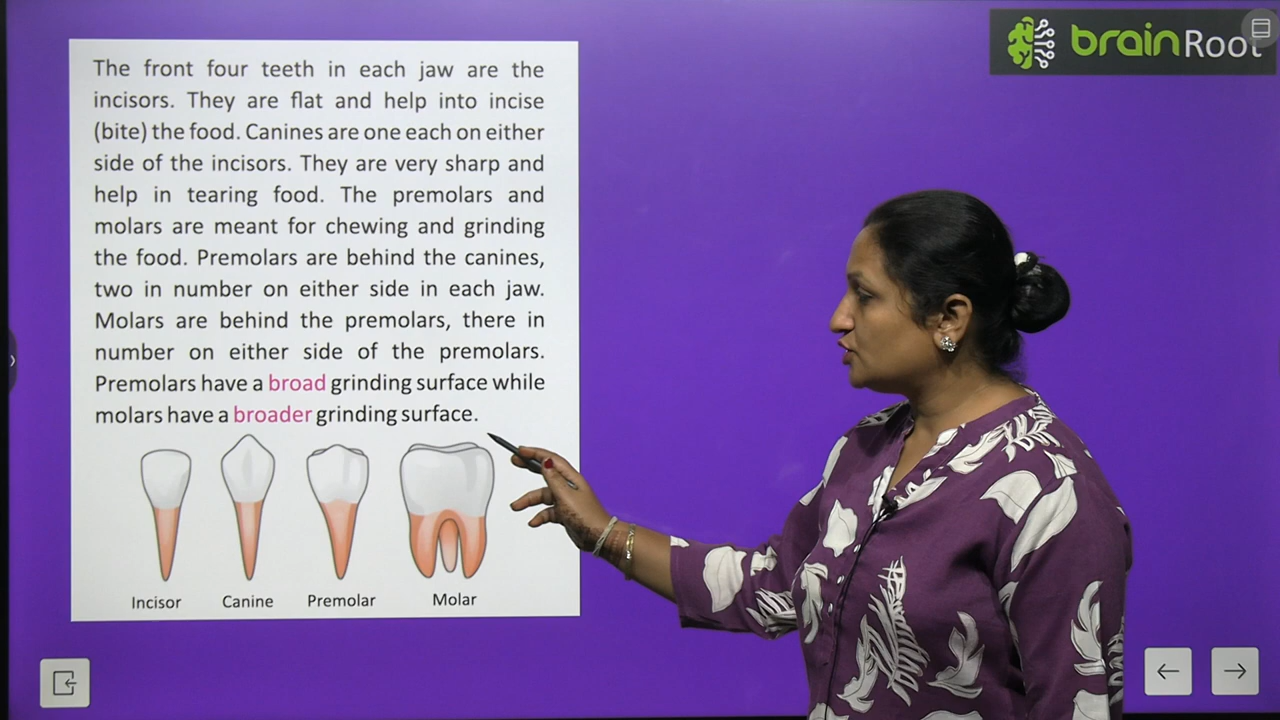 brainRoot
The front four teeth in each jaw are the
incisors. They are flat and help into incise
(bite) the food. Canines are one each on either
side of the incisors. They are very sharp and
help in tearing food. The premolars and
molars are meant for chewing and grinding
the food. Premolars are behind the canines,
two in number on either side in each jaw.
Molars are behind the premolars, there in
number on either side of the premolars.
Premolars have a broad grinding surface while
molars have a broader grinding surface.
Incisor Canine Premolar Molar